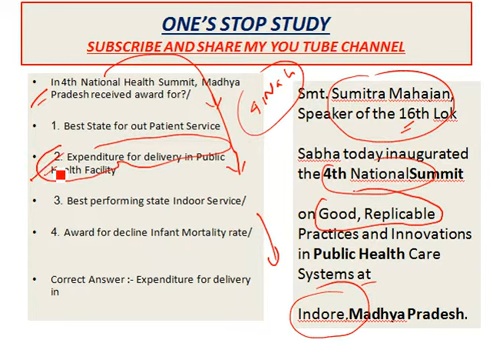 ONE'S STOP STUDY
SUBSCRIBE AND SHARE MY YOU TUBE CHANNEL
• In 4th National Health Summit, Madhya
Pradesh received award for?/
• 1. Best State for out Patient Service
• 2. Expenditure for delivery in Public
Health Facility
• 3. Best performing state Indoor Service/
• 4. Award for decline Infant Mortality rate/
• Correct Answer :- Expenditure for delivery
in
Smt. Sumitra Mahajan,
Speaker of the 16th Lok
Sabha today inaugurated
the 4th National Summit
on Good, Replicable
Practices and Innovations
in Public Health Care
Systems at
Indore, Madhya Pradesh.